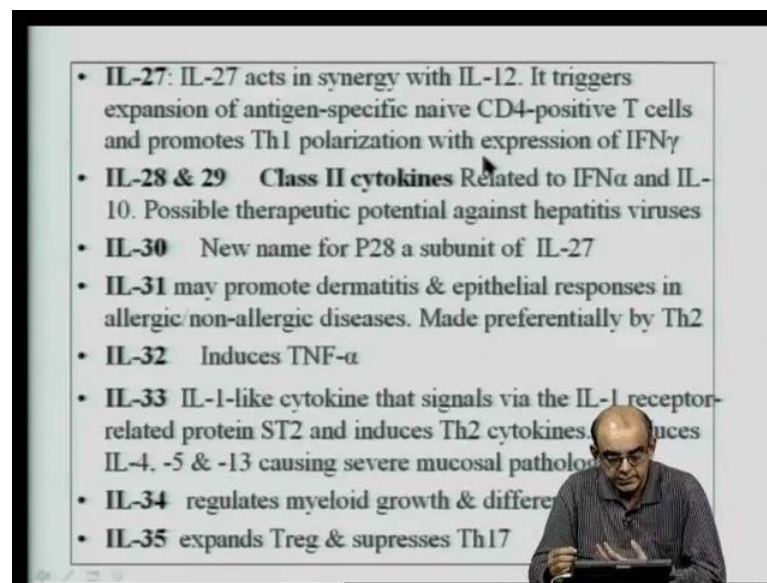 • IL-27: IL-27 acts in synergy with IL-12. It triggers
expansion of antigen-specific naive CD4-positive T cells
and promotes Th1 polarization with expression of IFNγ
• IL-28 & 29 Class II cytokines Related to IFNα and IL-
10. Possible therapeutic potential against hepatitis viruses
• IL-30 New name for P28 a subunit of IL-27
• IL-31 may promote dermatitis & epithelial responses in
allergic/non-allergic diseases. Made preferentially by Th2
• IL-32 Induces TNF-α
• IL-33 IL-1-like cytokine that signals via the IL-1 receptor-
related protein ST2 and induces Th2 cytokines.
IL-4, -5 & -13 causing severe mucosal
• IL-34 regulates myeloid growth &
• IL-35 expands Treg & supresses Th17